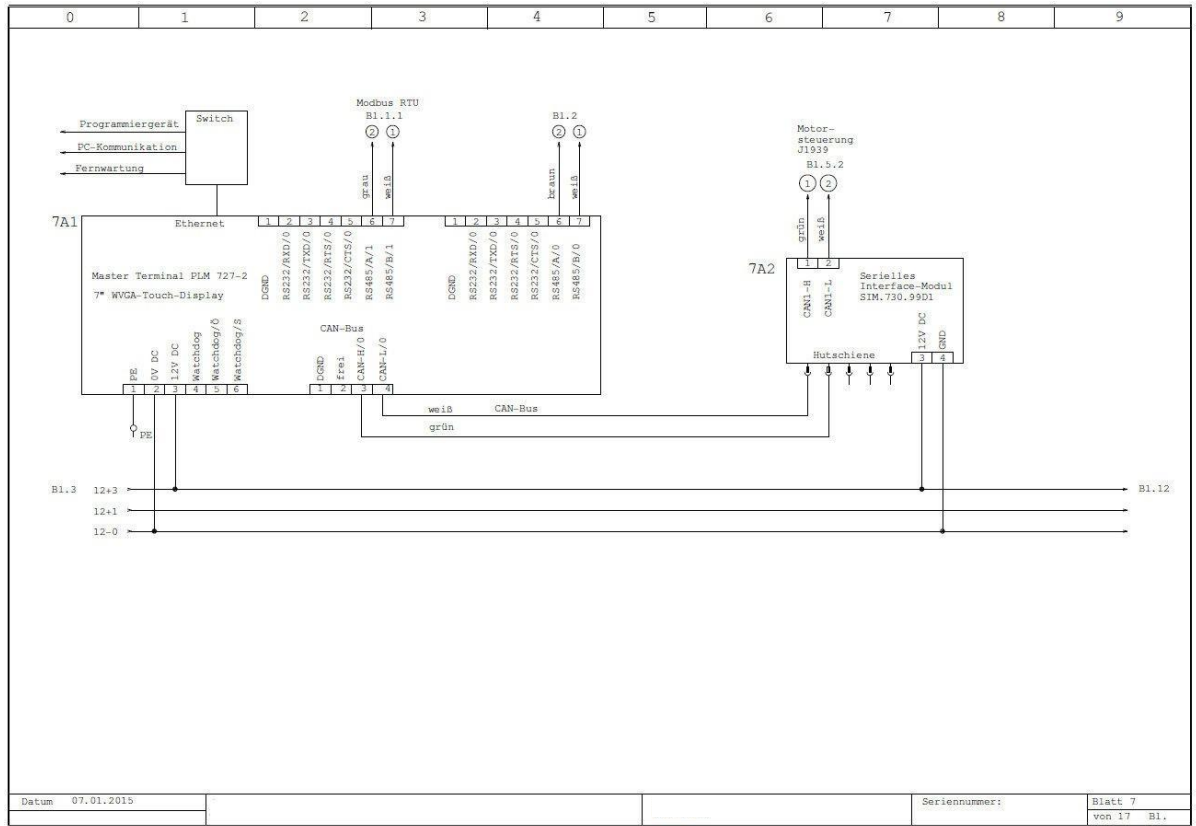 0 1 2 3 4 5 6 7 8 9
Modbus RTU
Bl.1.1
2 1
Bl.2
2 1
Switch
Programmiergerät
PC-Kommunikation
Fernwartung
Motor-
steuerung
J1939
Bl.5.2
1 2
grau
weiß
braun
weiß
grün
weiß
7A1
Ethernet
1 2 3 4 5 6 7
1 2 3 4 5 6 7
DGND
RS232/RXD/0
RS232/TXD/0
RS232/RTS/0
RS232/CTS/0
RS485/A/1
RS485/B/1
DGND
RS232/RXD/0
RS232/TXD/0
RS232/RTS/0
RS232/CTS/0
RS485/A/0
RS485/B/0
Master Terminal PLM 727-2
7" WVGA-Touch-Display
7A2
1 2
CAN1-H
CAN1-L
Serielles
Interface-Modul
SIM.730.99D1
12V DC
GND
Hutschiene
3 4
CAN-Bus
PE
0V DC
12V DC
Watchdog
Watchdog/Ö
Watchdog/S
1 2 3 4 5 6
DGND
frei
CAN-H/0
CAN-L/0
1 2 3 4
weiß CAN-Bus
grün
PE
Bl.3 12+3 Bl.12
12+1
12-0
Datum 07.01.2015
Seriennummer:
Blatt 7
von 17 Bl.